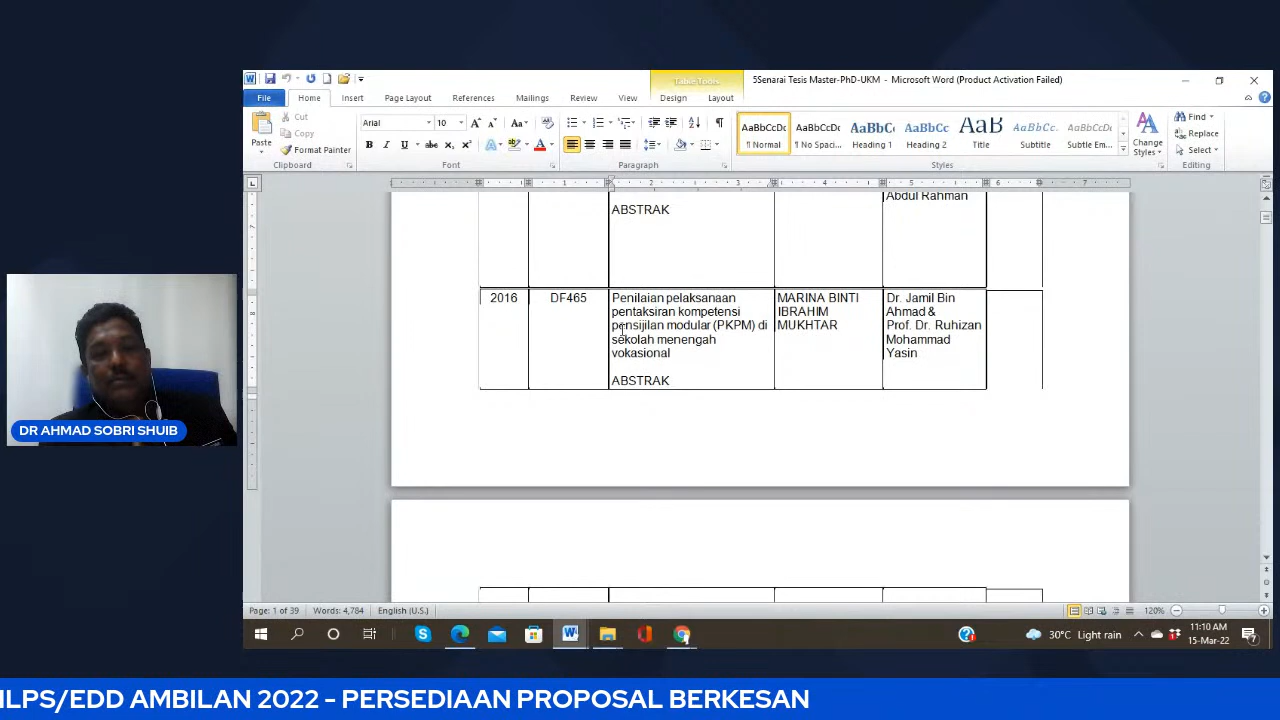 5Senarai Tesis Master-PhD-UKM - Microsoft Word (Product Activation Failed)
Table Tools
File Home Insert Page Layout References Mailings Review View Design Layout
Paste
Cut
Copy
Format Painter
Clipboard
Arial 10
Font
Paragraph
AaBbCcDc
¶ Normal
AaBbCcDc
¶ No Spaci...
AaBbC
Heading 1
AaBbCc
Heading 2
AaB
Title
AaBbCc.
Subtitle
AaBbCcDc
Subtle Em...
Change
Styles
Styles
Find
Replace
Select
Editing
Abdul Rahman
ABSTRAK
2016
DF465
Penilaian pelaksanaan
pentaksiran kompetensi
pensijilan modular (PKPM) di
sekolah menengah
vokasional
ABSTRAK
MARINA BINTI
IBRAHIM
MUKHTAR
Dr. Jamil Bin
Ahmad &
Prof. Dr. Ruhizan
Mohammad
Yasin
DR AHMAD SOBRI SHUIB
Page: 1 of 39 Words: 4,784 English (U.S.) 120%
30°C Light rain
11:10 AM
15-Mar-22
7
ILPS/EDD AMBILAN 2022 - PERSEDIAAN PROPOSAL BERKESAN